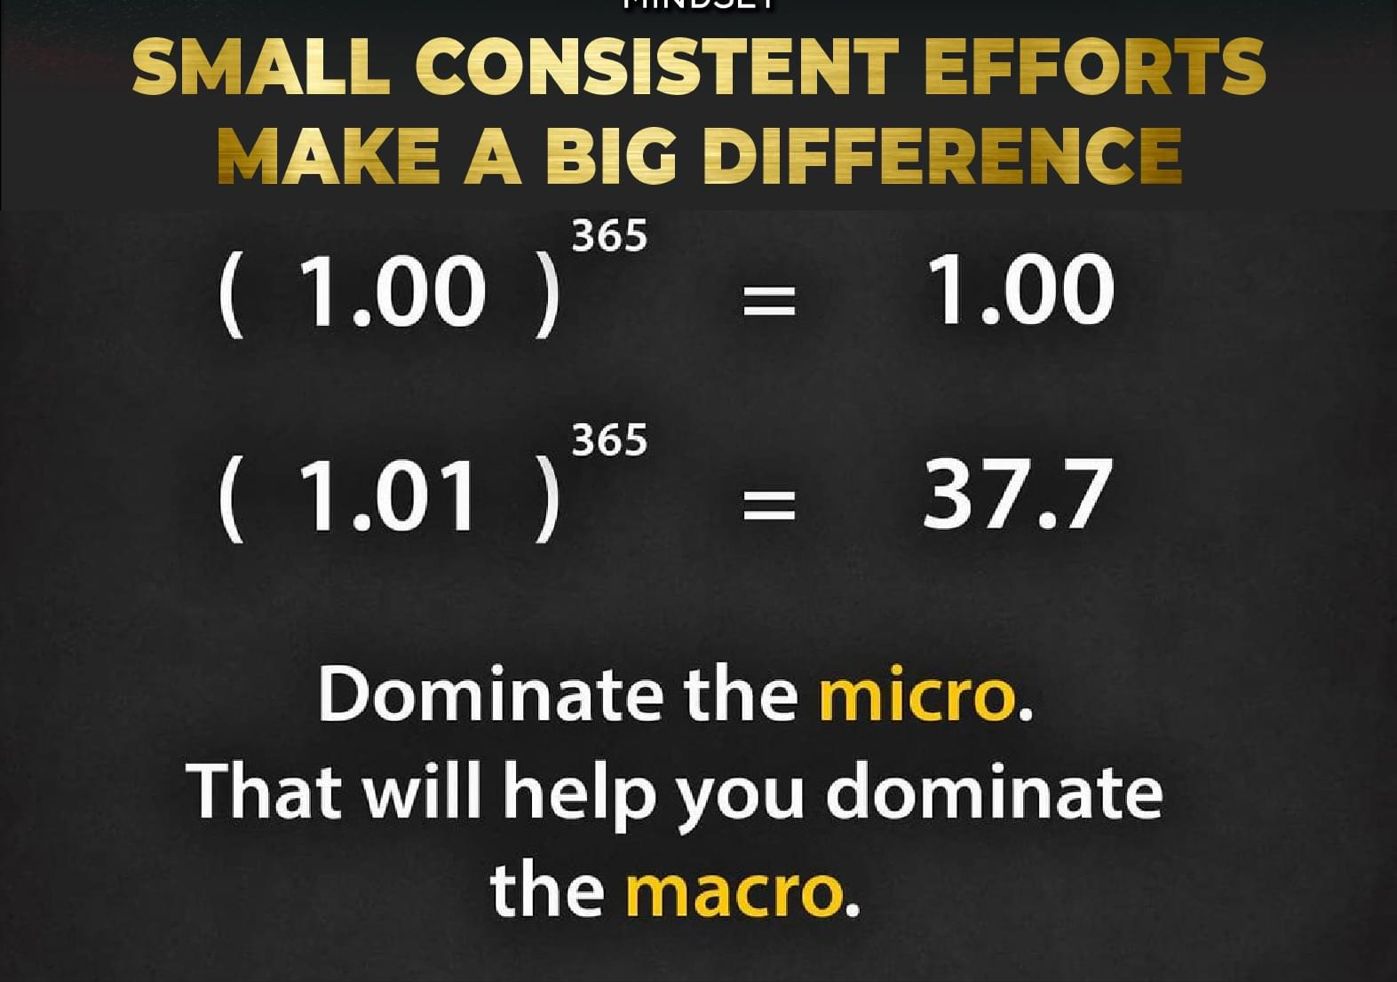 MINDSET
SMALL CONSISTENT EFFORTS
MAKE A BIG DIFFERENCE
( 1.00 )³⁶⁵ = 1.00
( 1.01 )³⁶⁵ = 37.7
Dominate the micro.
That will help you dominate
the macro.